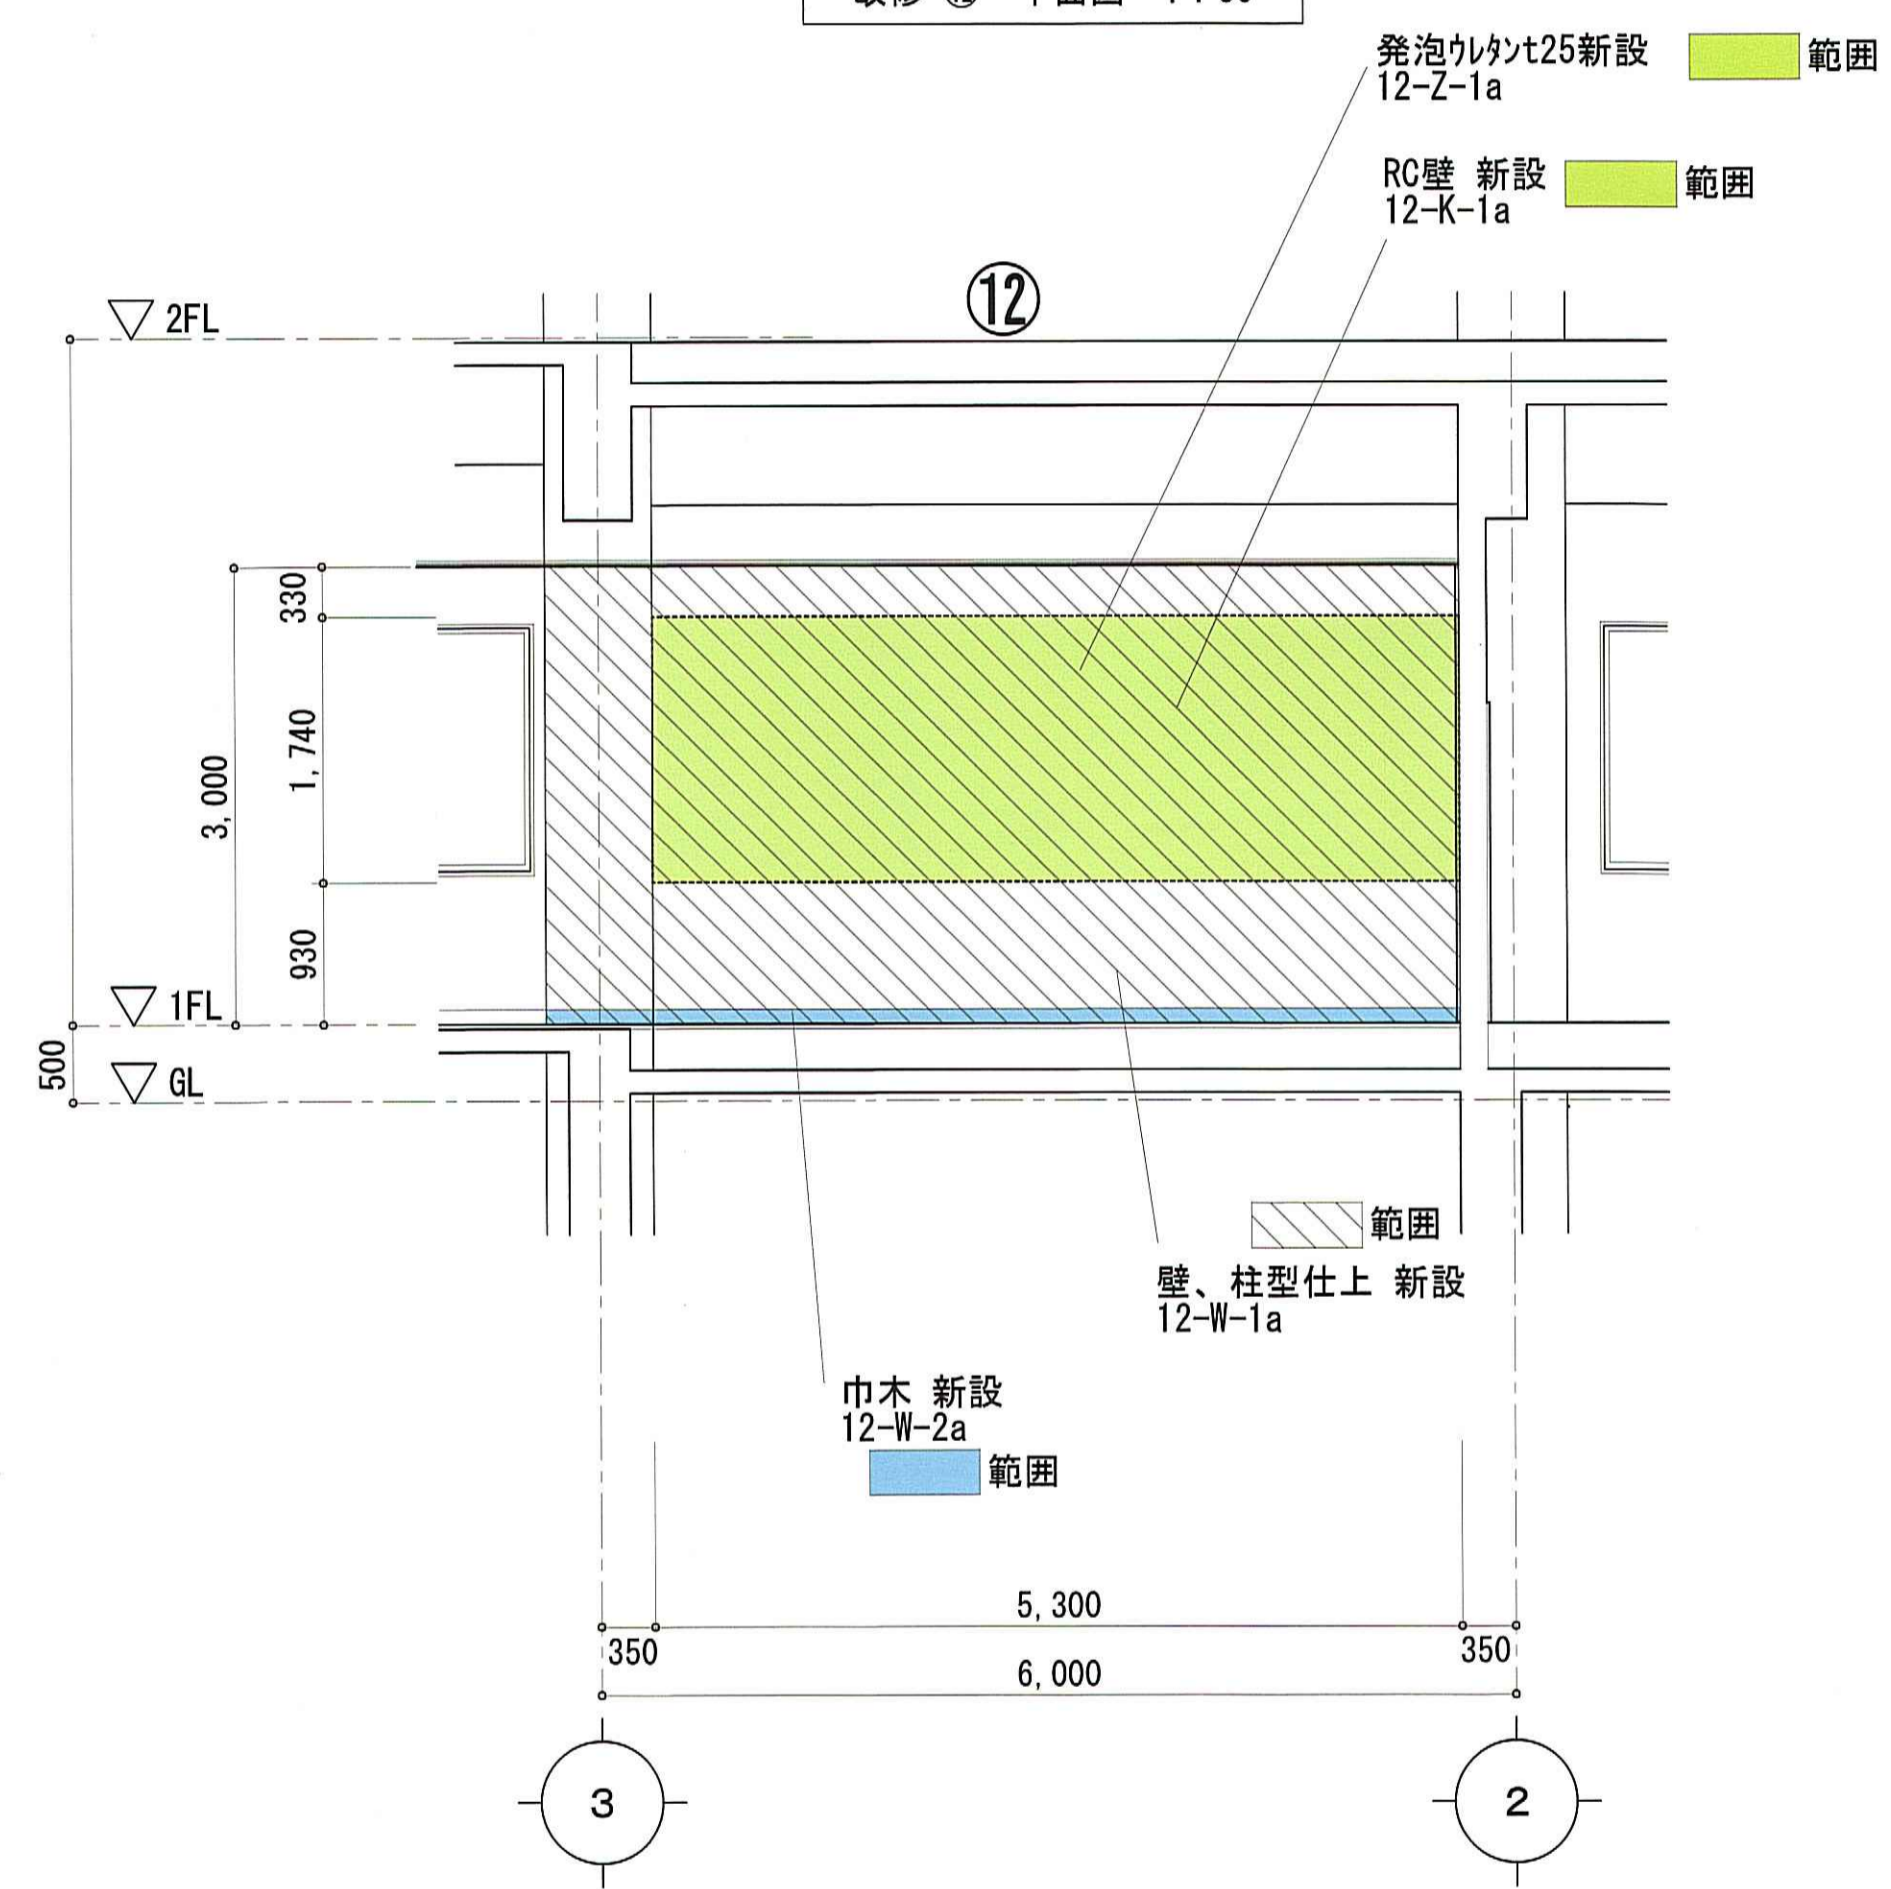 発泡ウレタンt25新設 範囲
12-Z-1a
RC壁 新設 範囲
12-K-1a
⑫
2FL
330
1,740
3,000
930
1FL
500
GL
範囲
壁、柱型仕上 新設
12-W-1a
巾木 新設
12-W-2a
範囲
5,300
350
350
6,000
3
2